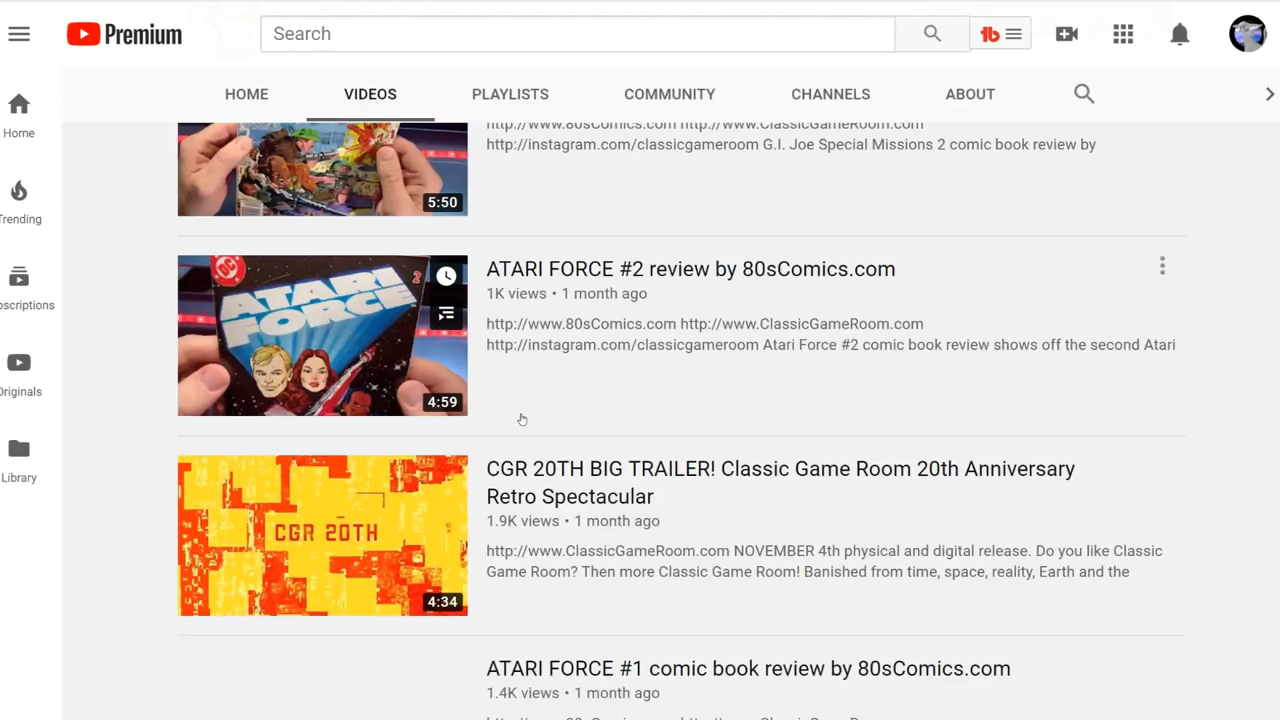 Premium
Search
tb
HOME
VIDEOS
PLAYLISTS
COMMUNITY
CHANNELS
ABOUT
Home
Trending
bscriptions
Originals
Library
http://www.80sComics.com http://www.ClassicGameRoom.com
http://instagram.com/classicgameroom G.I. Joe Special Missions 2 comic book review by
5:50
DC
2
ATARI
FORCE
4:59
ATARI FORCE #2 review by 80sComics.com
1K views • 1 month ago
http://www.80sComics.com http://www.ClassicGameRoom.com
http://instagram.com/classicgameroom Atari Force #2 comic book review shows off the second Atari
CGR 20TH
4:34
CGR 20TH BIG TRAILER! Classic Game Room 20th Anniversary
Retro Spectacular
1.9K views • 1 month ago
http://www.ClassicGameRoom.com NOVEMBER 4th physical and digital release. Do you like Classic
Game Room? Then more Classic Game Room! Banished from time, space, reality, Earth and the
ATARI FORCE #1 comic book review by 80sComics.com
1.4K views • 1 month ago